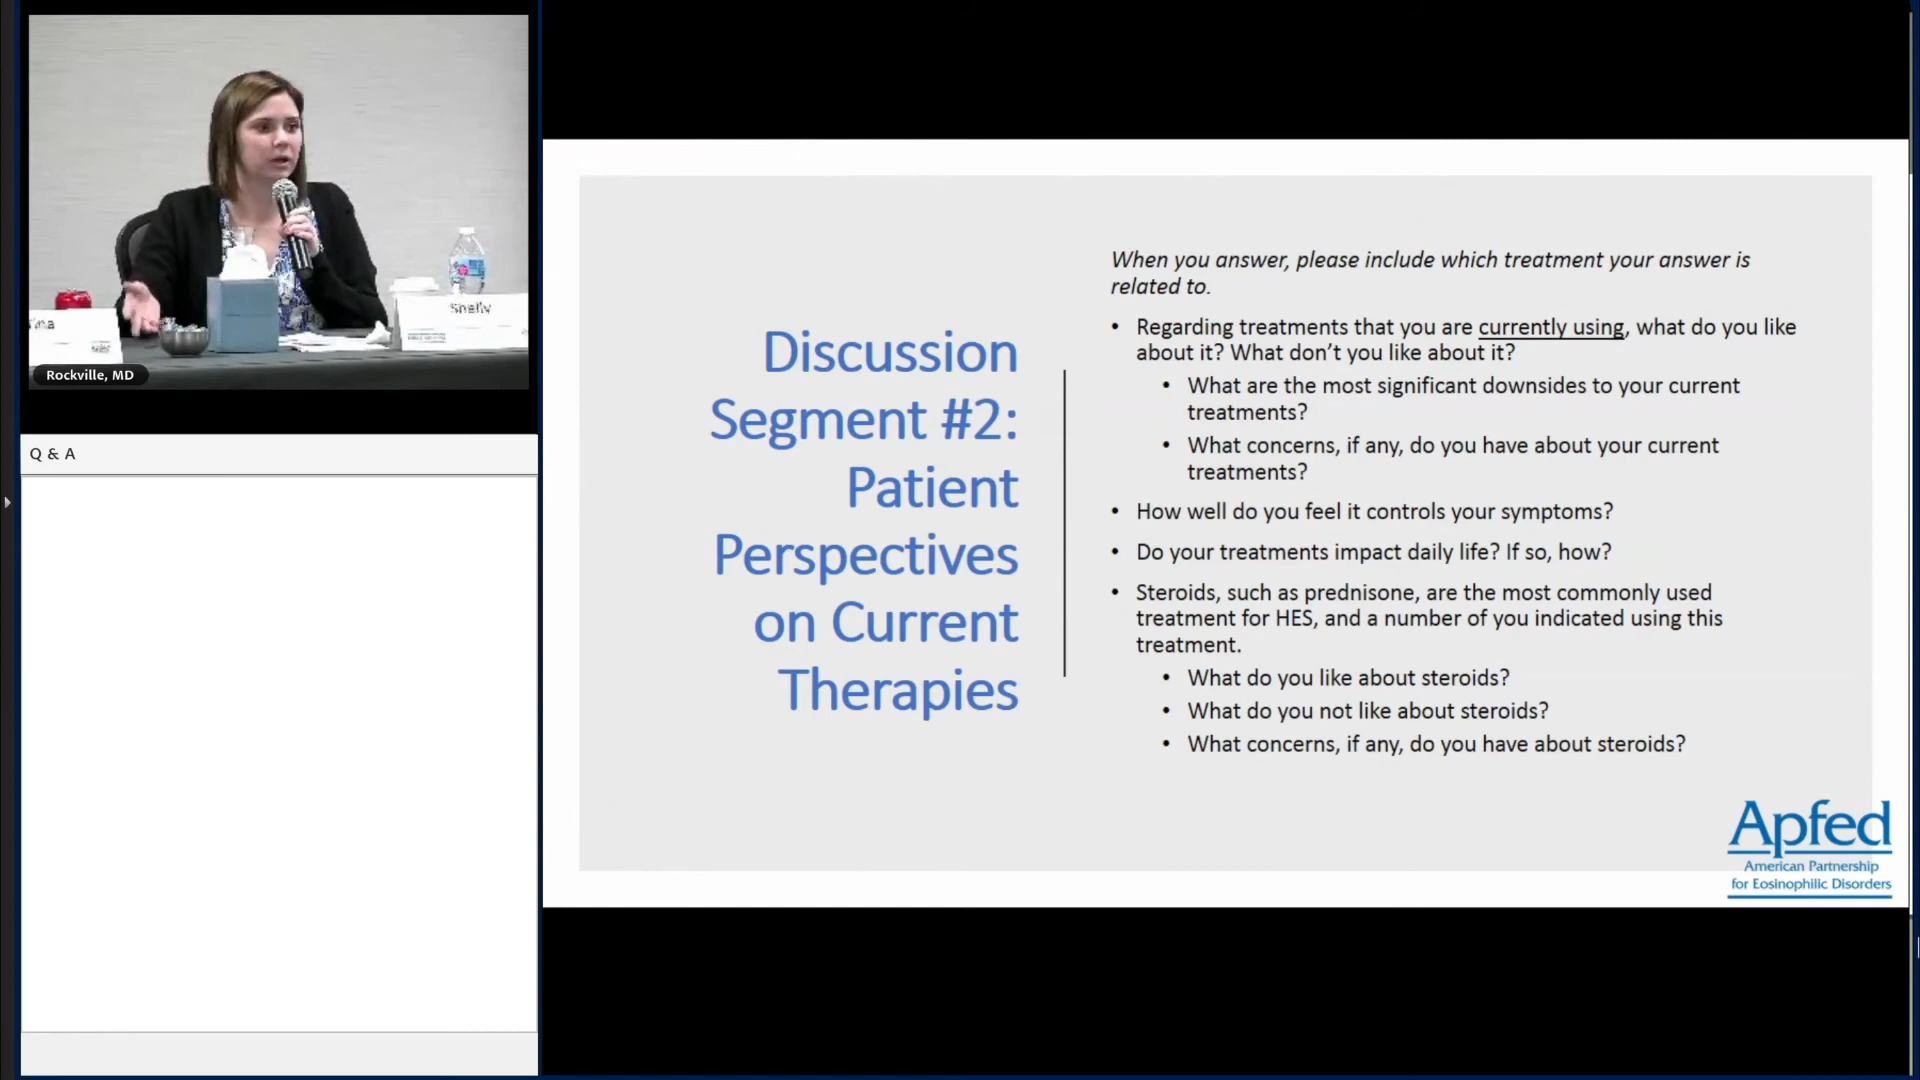 Shelly
Rockville, MD
Q & A
Discussion
Segment #2:
Patient
Perspectives
on Current
Therapies
When you answer, please include which treatment your answer is
related to.
• Regarding treatments that you are currently using, what do you like
about it? What don’t you like about it?
• What are the most significant downsides to your current
treatments?
• What concerns, if any, do you have about your current
treatments?
• How well do you feel it controls your symptoms?
• Do your treatments impact daily life? If so, how?
• Steroids, such as prednisone, are the most commonly used
treatment for HES, and a number of you indicated using this
treatment.
• What do you like about steroids?
• What do you not like about steroids?
• What concerns, if any, do you have about steroids?
Apfed
American Partnership
for Eosinophilic Disorders